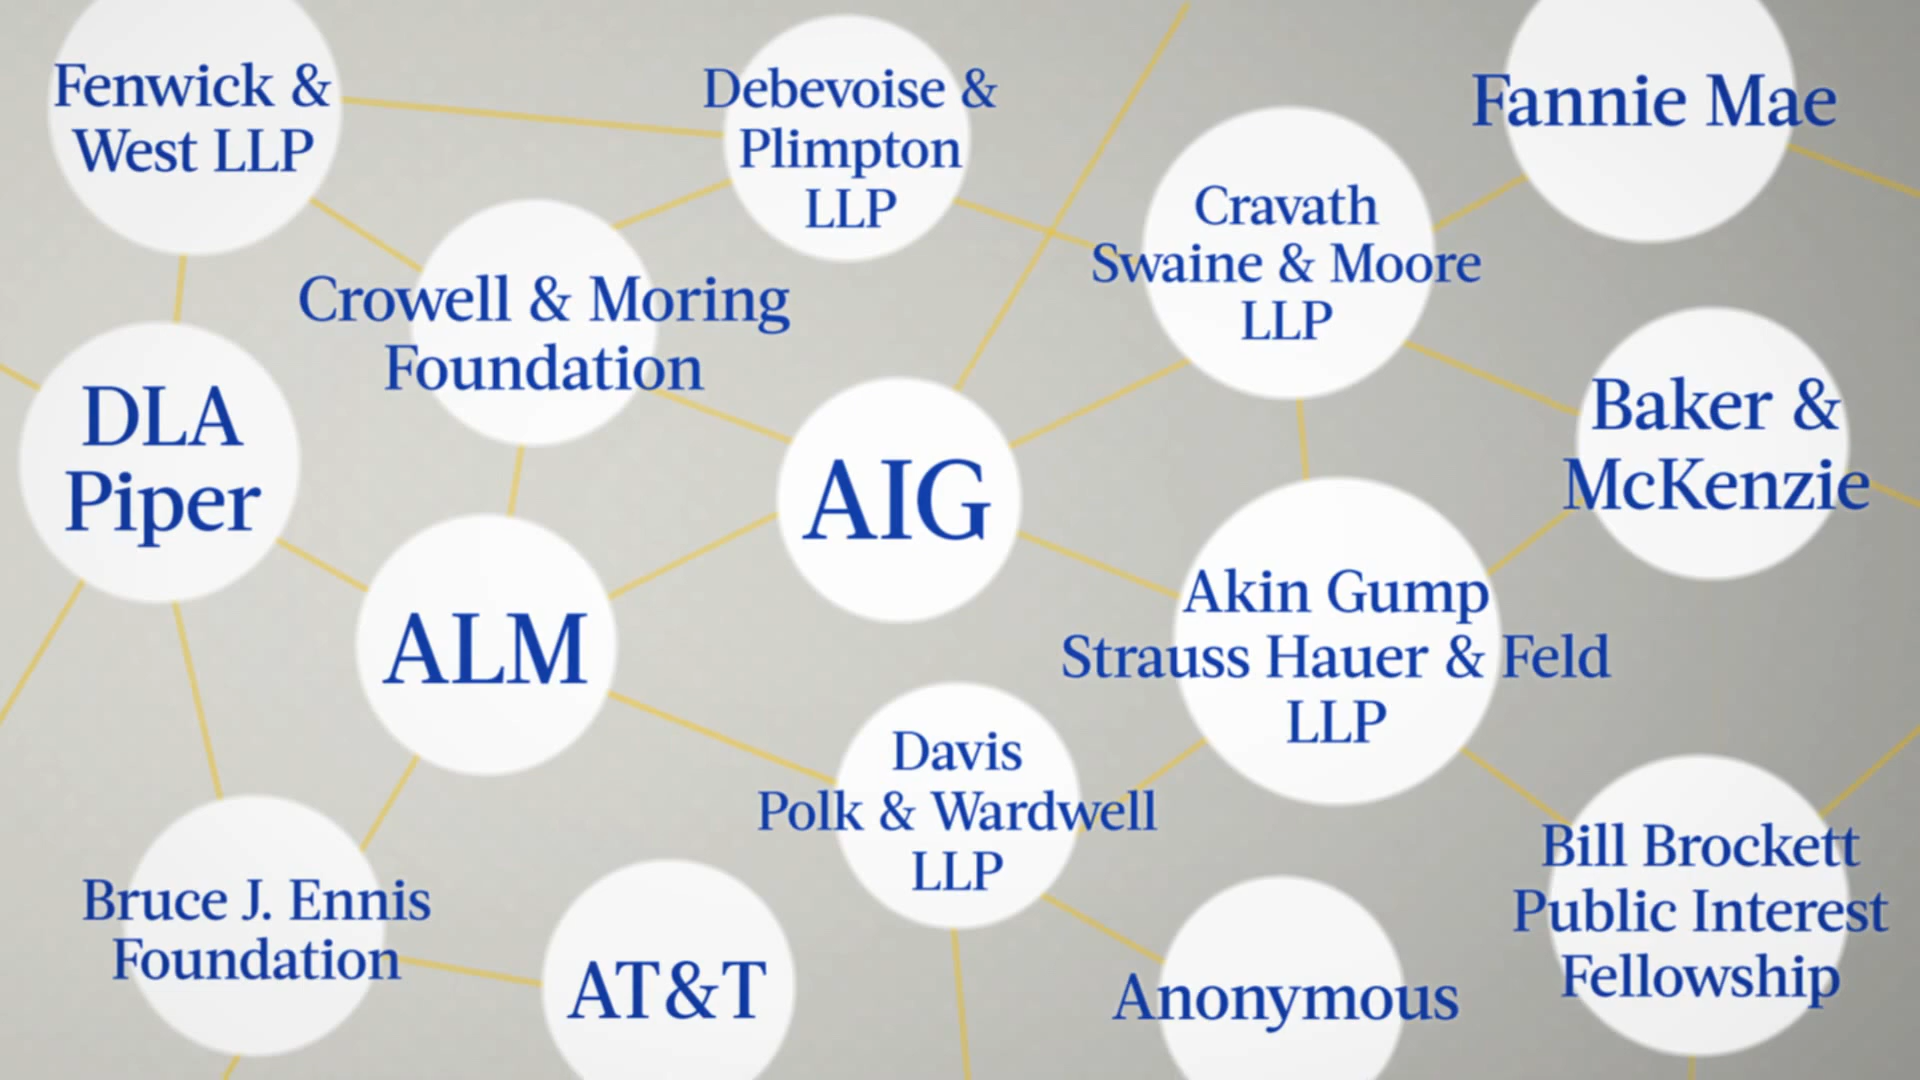 Fenwick &
West LLP
Debevoise &
Plimpton
LLP
Fannie Mae
Cravath
Swaine & Moore
LLP
Crowell & Moring
Foundation
DLA
Piper
AIG
Baker &
McKenzie
ALM
Akin Gump
Strauss Hauer & Feld
LLP
Davis
Polk & Wardwell
LLP
Bruce J. Ennis
Foundation
AT&T
Anonymous
Bill Brockett
Public Interest
Fellowship